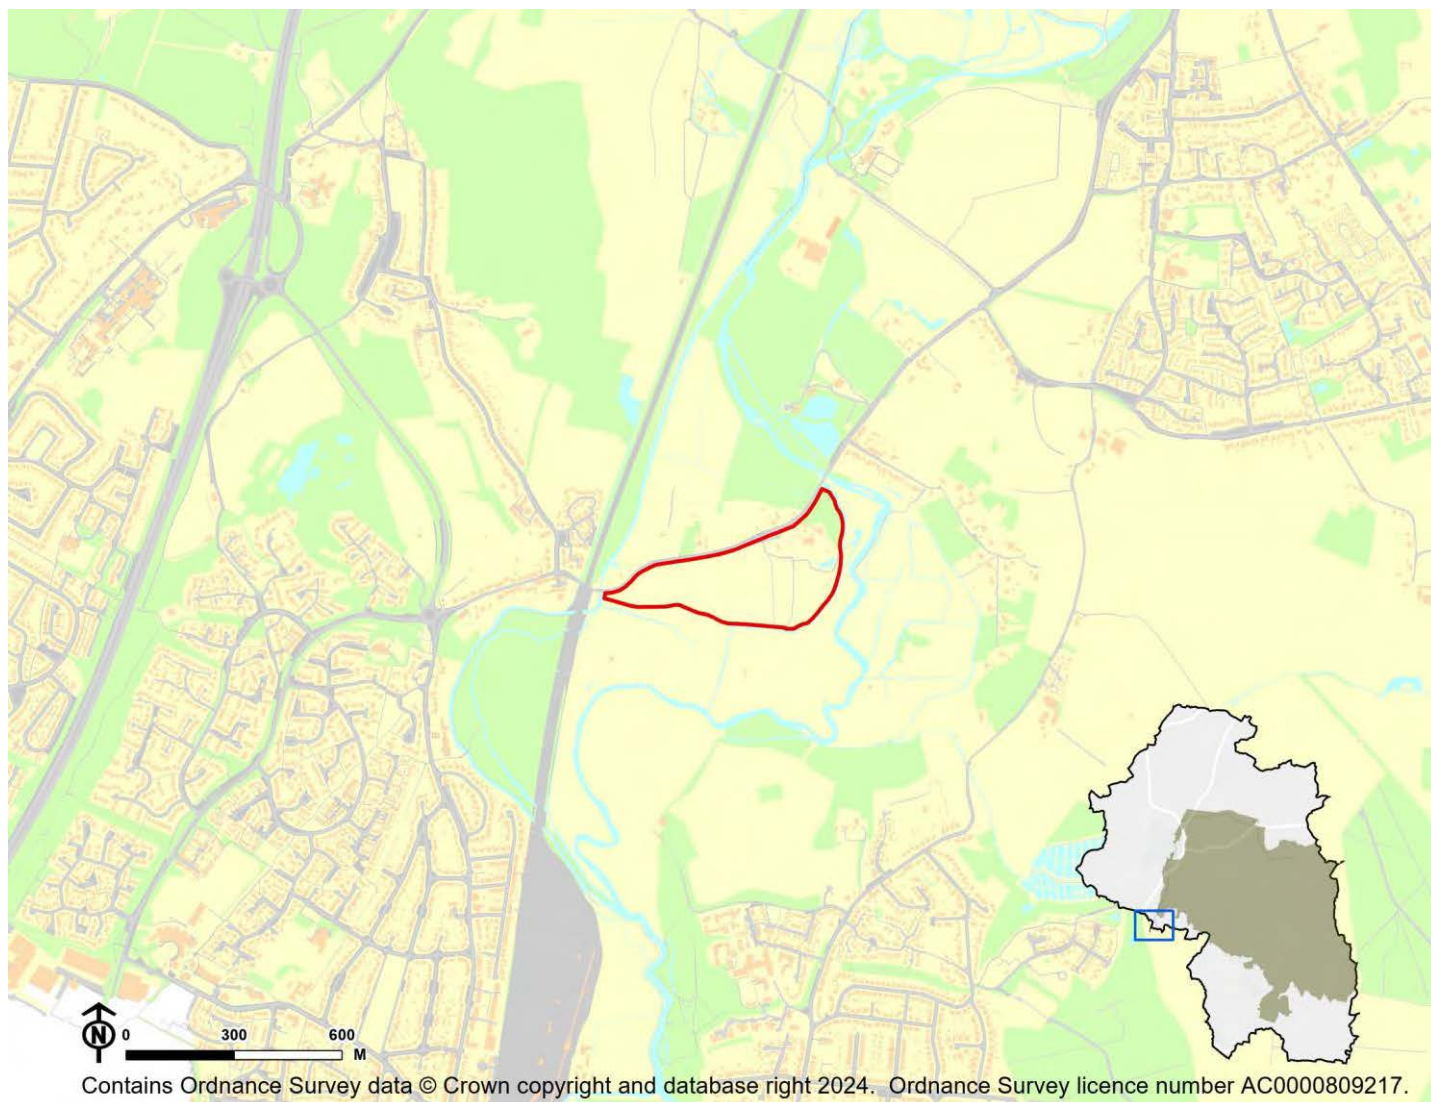 N
0 300 600
M
Contains Ordnance Survey data © Crown copyright and database right 2024. Ordnance Survey licence number AC0000809217.